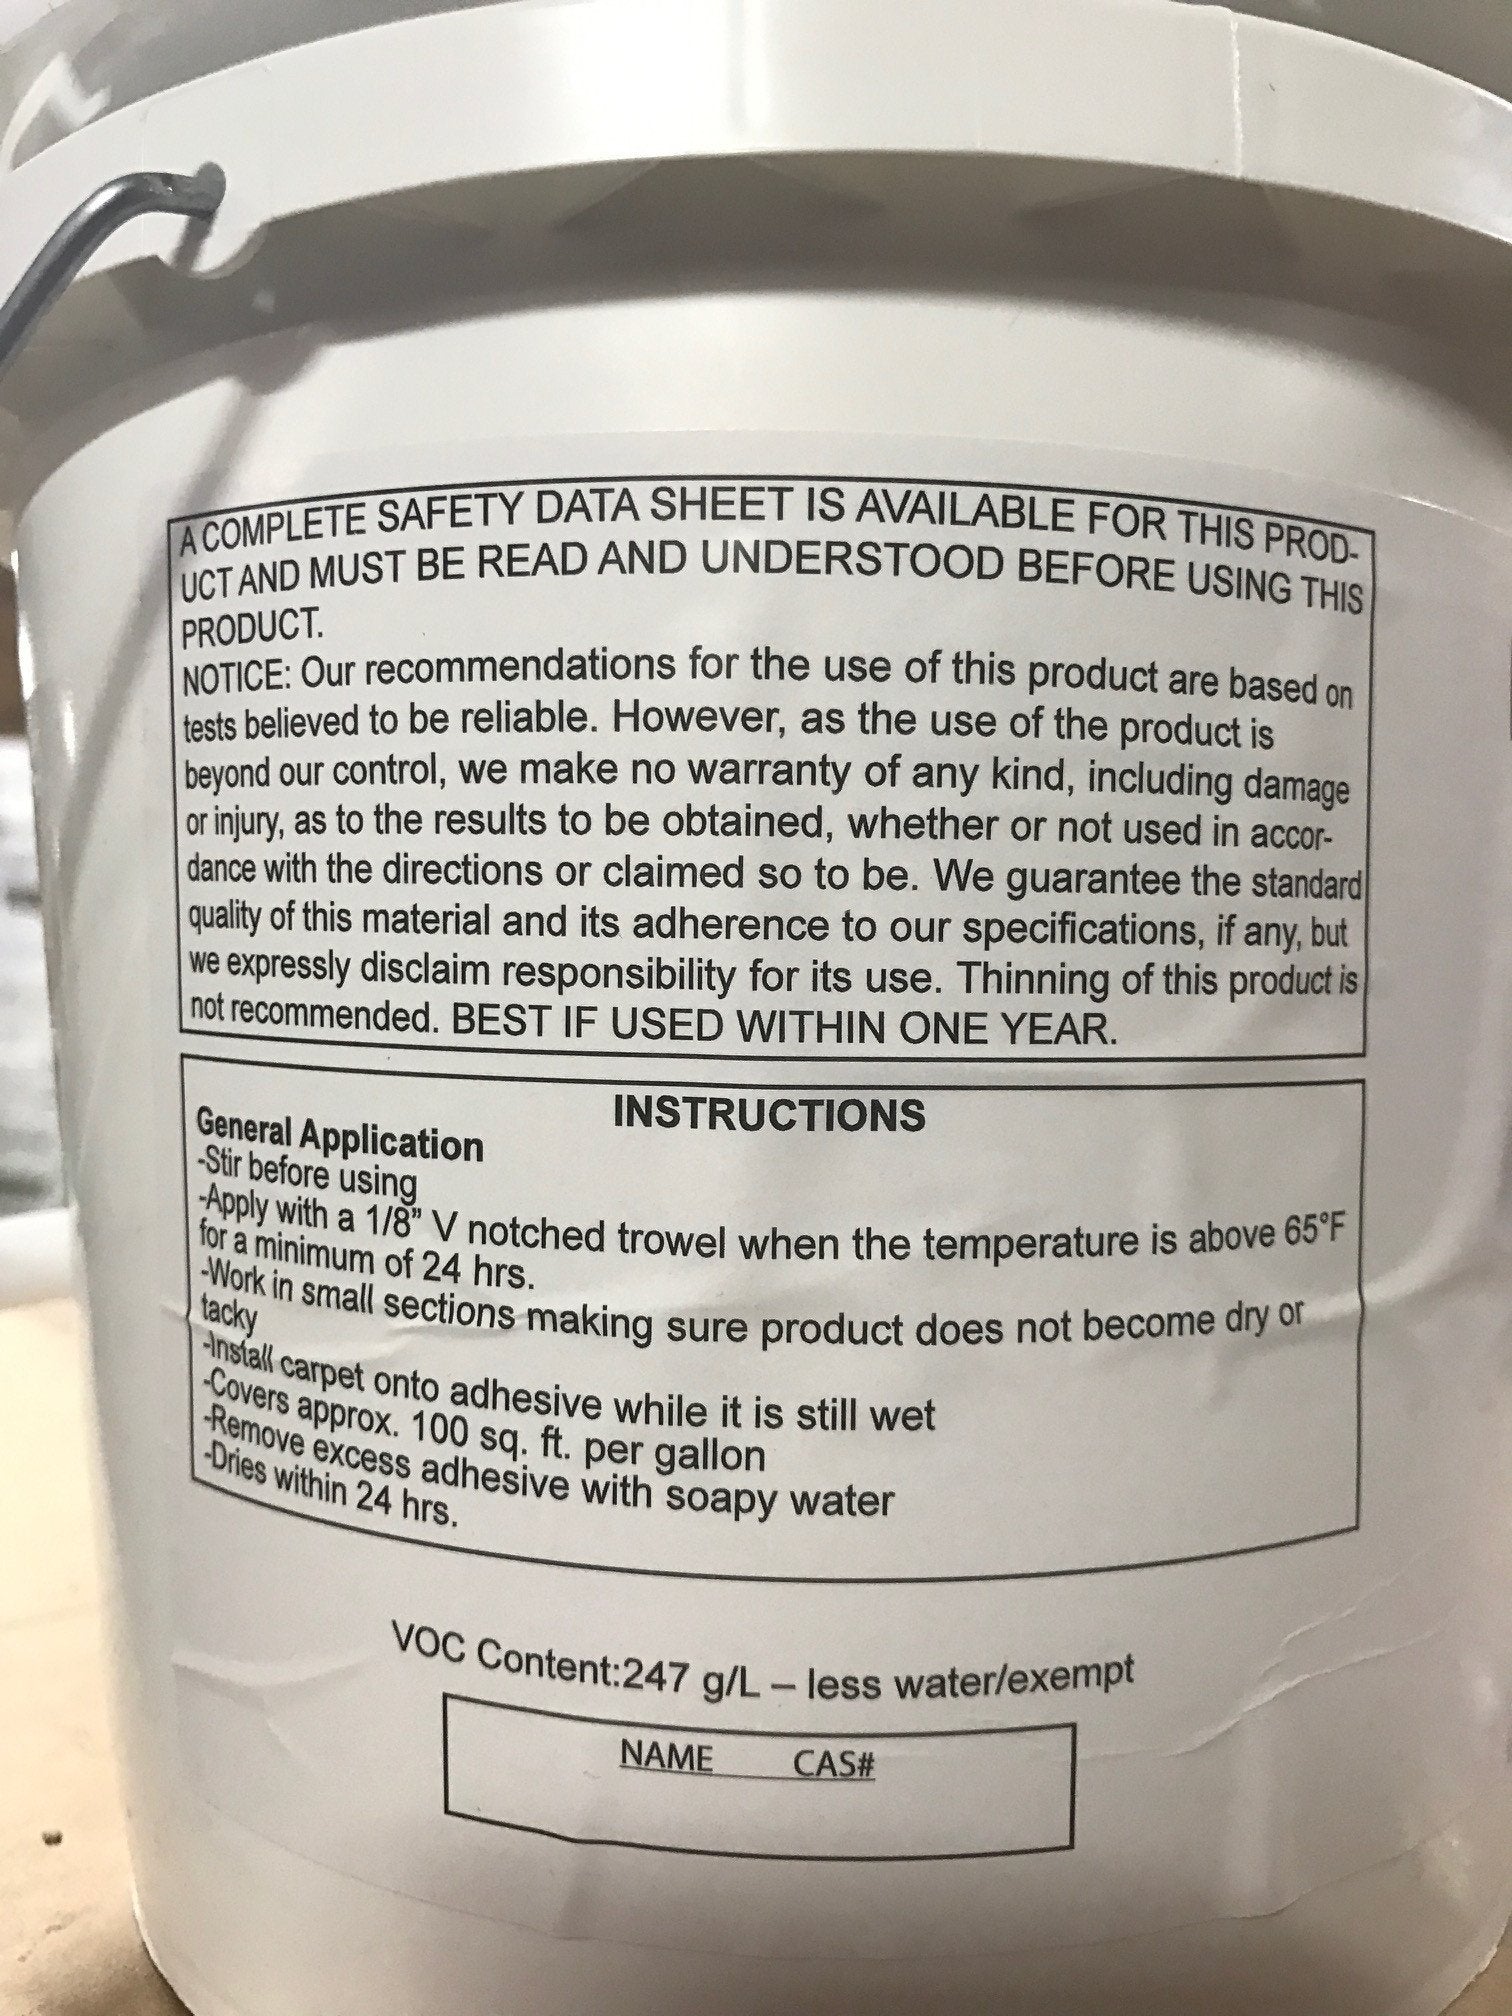 A COMPLETE SAFETY DATA SHEET IS AVAILABLE FOR THIS PROD-
UCT AND MUST BE READ AND UNDERSTOOD BEFORE USING THIS
PRODUCT.
NOTICE: Our recommendations for the use of this product are based on
tests believed to be reliable. However, as the use of the product is
beyond our control, we make no warranty of any kind, including damage
or injury, as to the results to be obtained, whether or not used in accor-
dance with the directions or claimed so to be. We guarantee the standard
quality of this material and its adherence to our specifications, if any, but
we expressly disclaim responsibility for its use. Thinning of this product is
not recommended. BEST IF USED WITHIN ONE YEAR.
INSTRUCTIONS
General Application
-Stir before using
-Apply with a 1/8" V notched trowel when the temperature is above 65°F
for a minimum of 24 hrs.
-Work in small sections making sure product does not become dry or
tacky
-Install carpet onto adhesive while it is still wet
-Covers approx. 100 sq. ft. per gallon
-Remove excess adhesive with soapy water
-Dries within 24 hrs.
VOC Content:247 g/L – less water/exempt
NAME CAS#